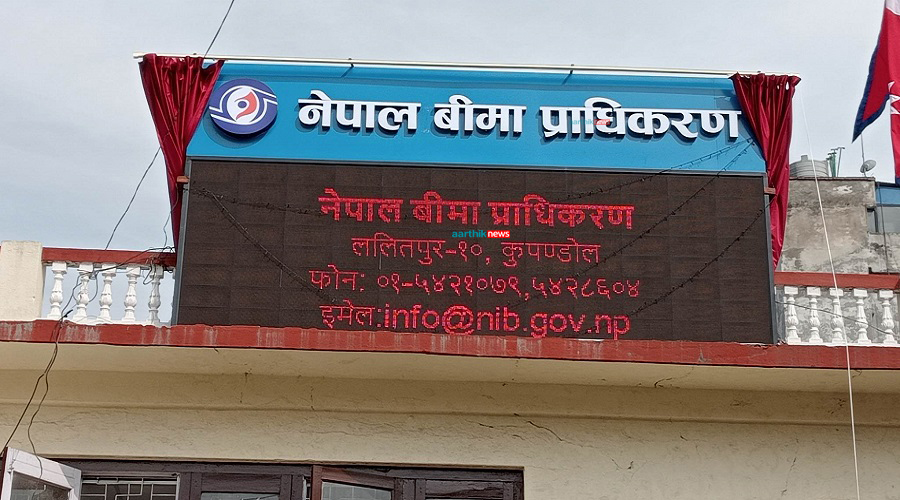 नेपाल बीमा प्राधिकरण
नेपाल बीमा प्राधिकरण
aarthiknews
ललितपुर-१०, कुपण्डोल
फोन: ०१-५४२१०७९,५४२८६०४
इमेल:info@nib.gov.np